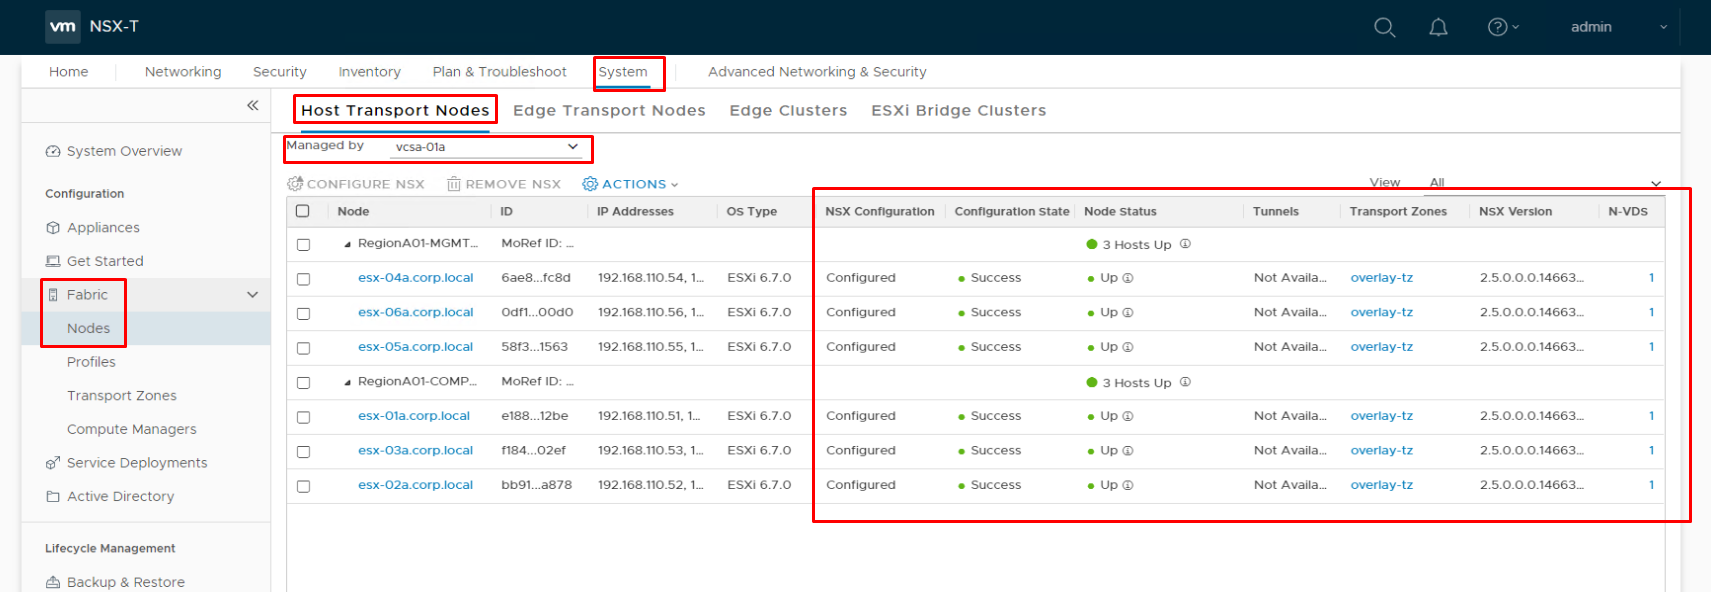 vm NSX-T admin
Home Networking Security Inventory Plan & Troubleshoot System Advanced Networking & Security
Host Transport Nodes Edge Transport Nodes Edge Clusters ESXi Bridge Clusters
Managed by vcsa-01a
CONFIGURE NSX REMOVE NSX ACTIONS View All
System Overview
Configuration
Appliances
Get Started
Fabric
Nodes
Profiles
Transport Zones
Compute Managers
Service Deployments
Active Directory
Lifecycle Management
Backup & Restore
Node ID IP Addresses OS Type NSX Configuration Configuration State Node Status Tunnels Transport Zones NSX Version N-VDS
RegionA01-MGMT... MoRef ID: ... 3 Hosts Up
esx-04a.corp.local 6ae8...fc8d 192.168.110.54, 1... ESXi 6.7.0 Configured Success Up Not Availa... overlay-tz 2.5.0.0.0.14663... 1
esx-06a.corp.local 0df1...00d0 192.168.110.56, 1... ESXi 6.7.0 Configured Success Up Not Availa... overlay-tz 2.5.0.0.0.14663... 1
esx-05a.corp.local 58f3...1563 192.168.110.55, 1... ESXi 6.7.0 Configured Success Up Not Availa... overlay-tz 2.5.0.0.0.14663... 1
RegionA01-COMP... MoRef ID: ... 3 Hosts Up
esx-01a.corp.local e188...12be 192.168.110.51, 1... ESXi 6.7.0 Configured Success Up Not Availa... overlay-tz 2.5.0.0.0.14663... 1
esx-03a.corp.local f184...02ef 192.168.110.53, 1... ESXi 6.7.0 Configured Success Up Not Availa... overlay-tz 2.5.0.0.0.14663... 1
esx-02a.corp.local bb91...a878 192.168.110.52, 1... ESXi 6.7.0 Configured Success Up Not Availa... overlay-tz 2.5.0.0.0.14663... 1